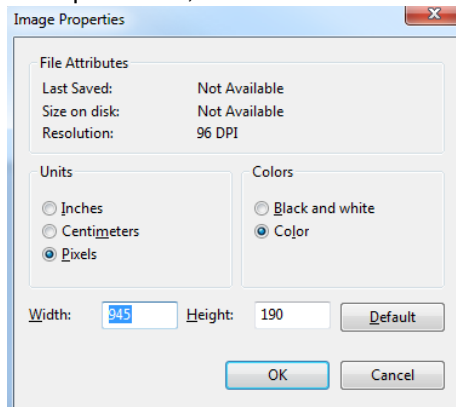 Image Properties
File Attributes
Last Saved: Not Available
Size on disk: Not Available
Resolution: 96 DPI
Units
Colors
Inches
Black and white
Centimeters
Color
Pixels
Width: 945 Height: 190 Default
OK Cancel